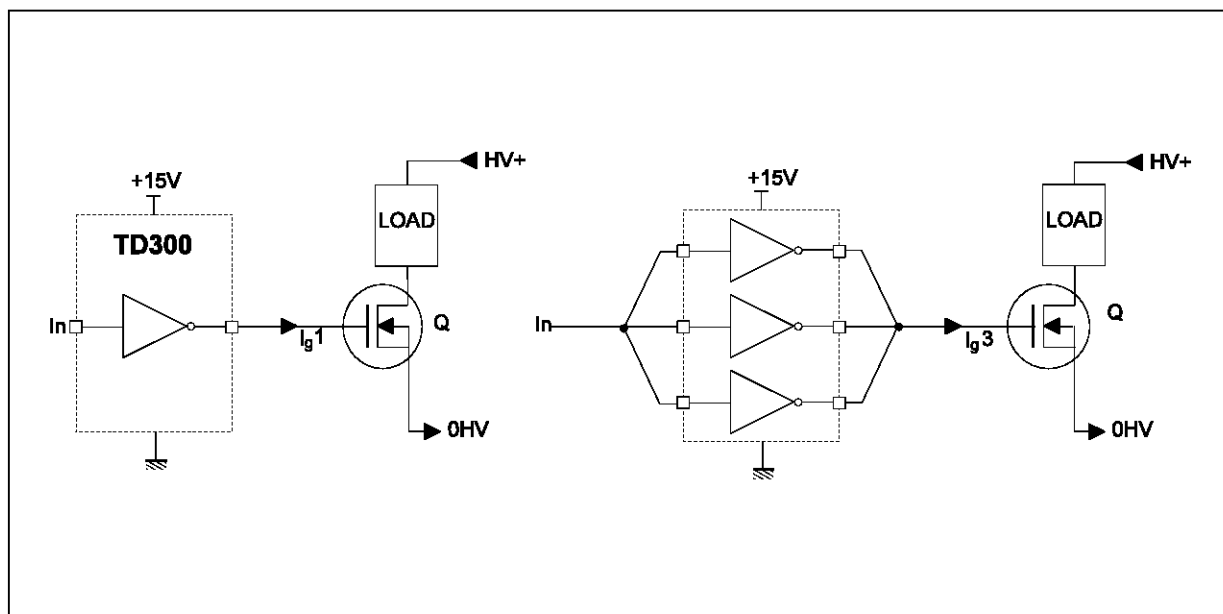 HV+
+15V
LOAD
TD300
In
Ig1
Q
0HV
HV+
+15V
LOAD
In
Ig3
Q
0HV